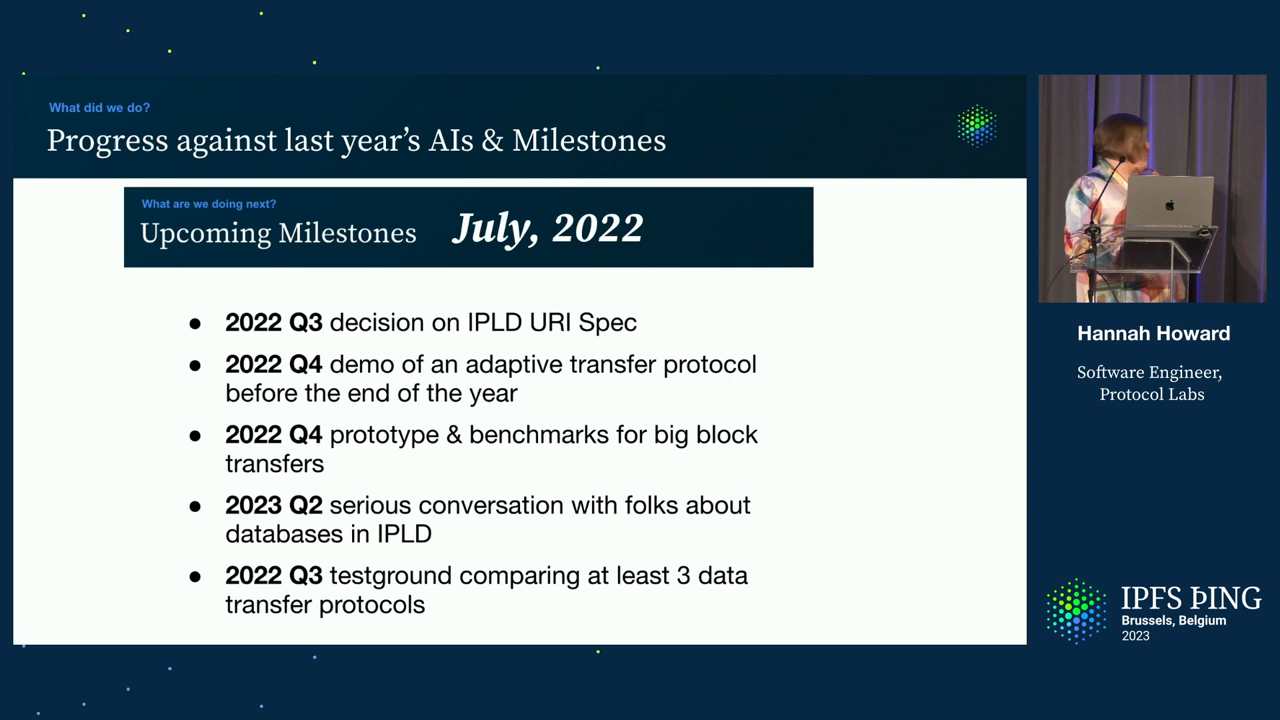 What did we do?
Progress against last year’s AIs & Milestones
What are we doing next?
Upcoming Milestones July, 2022
● 2022 Q3 decision on IPLD URI Spec
● 2022 Q4 demo of an adaptive transfer protocol
before the end of the year
● 2022 Q4 prototype & benchmarks for big block
transfers
● 2023 Q2 serious conversation with folks about
databases in IPLD
● 2022 Q3 testground comparing at least 3 data
transfer protocols
Hannah Howard
Software Engineer,
Protocol Labs
IPFS ÞING
Brussels, Belgium
2023